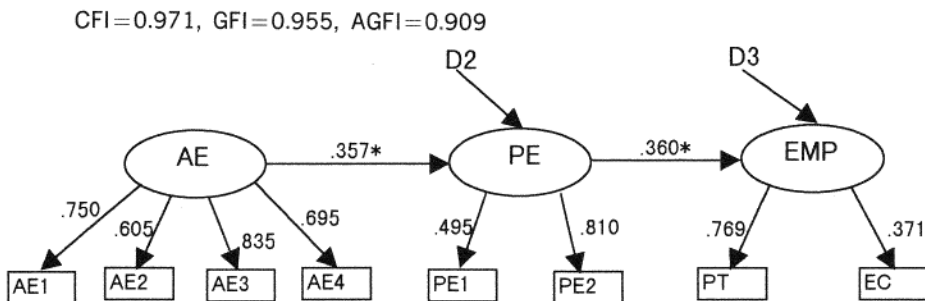 CFI=0.971, GFI=0.955, AGFI=0.909
D2
D3
AE
.357*
PE
.360*
EMP
.750
.605
.835
.695
.495
.810
.769
.371
AE1
AE2
AE3
AE4
PE1
PE2
PT
EC